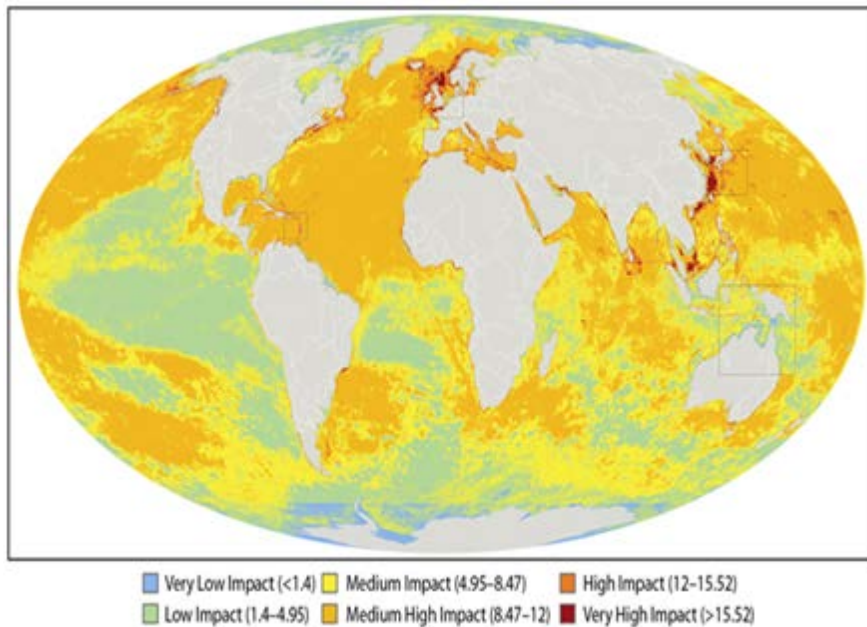 Very Low Impact (<1.4) Medium Impact (4.95–8.47) High Impact (12–15.52)
Low Impact (1.4–4.95) Medium High Impact (8.47–12) Very High Impact (>15.52)